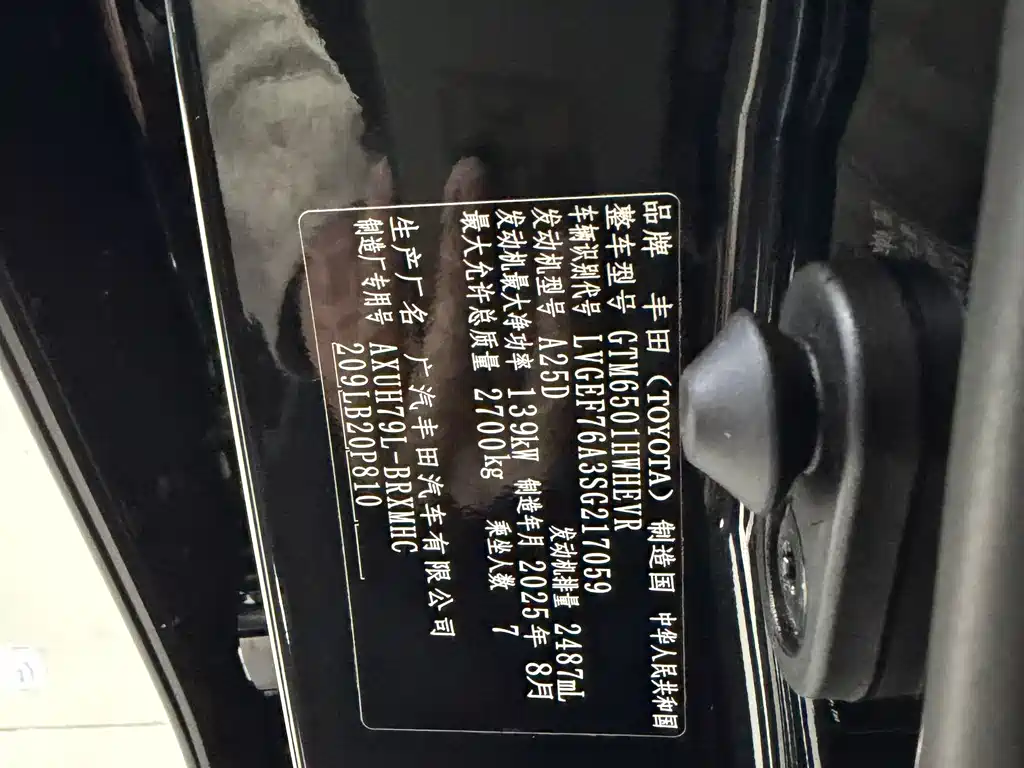 品牌 丰田（TOYOTA） 制造国 中华人民共和国
整车型号 GTM6501HWHEVR
车辆识别代号 LVGEF76A3SG217059
发动机型号 A25D 发动机排量 2487mL
发动机最大净功率 139kW 制造年月 2025年 8月
最大允许总质量 2700kg 乘坐人数 7
生产厂名 广汽丰田汽车有限公司
制造厂专用号 AXUH79L-BRXMHC
209LB20P810